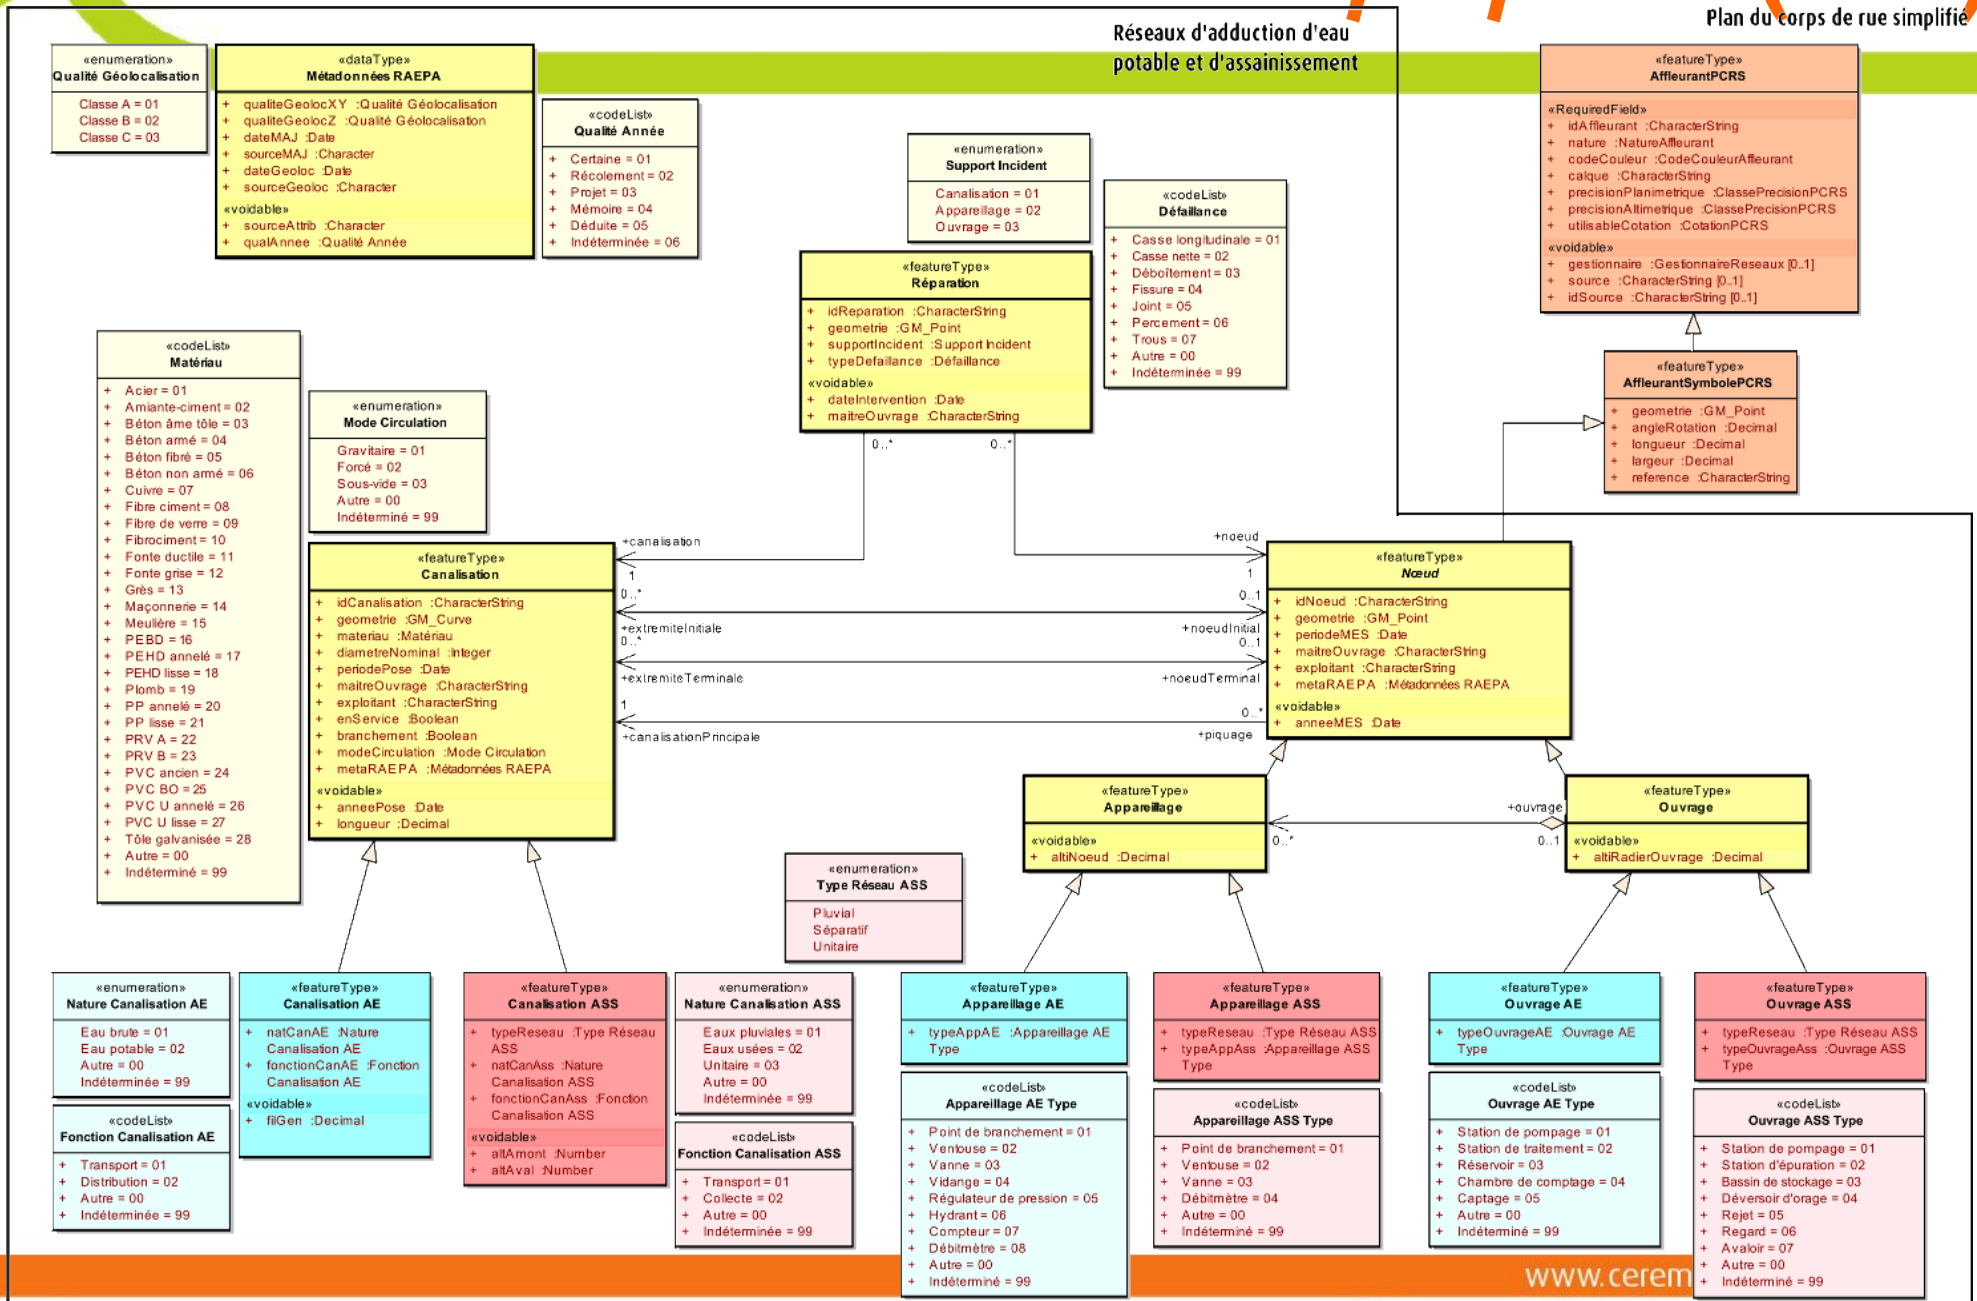 Plan du corps de rue simplifié
Réseaux d'adduction d'eau
potable et d'assainissement
«enumeration»
Qualité Géolocalisation
Classe A = 01
Classe B = 02
Classe C = 03
«dataType»
Métadonnées RAEPA
+ qualiteGeolocXY :Qualité Géolocalisation
+ qualiteGeolocZ :Qualité Géolocalisation
+ dateMAJ :Date
+ sourceMAJ :Character
+ dateGeoloc :Date
+ sourceGeoloc :Character
«voidable»
+ sourceAttrib :Character
+ qualAnnee :Qualité Année
«codeList»
Qualité Année
+ Certaine = 01
+ Récolement = 02
+ Projet = 03
+ Mémoire = 04
+ Déduite = 05
+ Indéterminée = 06
«enumeration»
Support Incident
Canalisation = 01
Appareillage = 02
Ouvrage = 03
«codeList»
Défaillance
+ Casse longitudinale = 01
+ Casse nette = 02
+ Déboîtement = 03
+ Fissure = 04
+ Joint = 05
+ Percement = 06
+ Trous = 07
+ Autre = 00
+ Indéterminée = 99
«featureType»
Réparation
+ idReparation :CharacterString
+ geometrie :GM_Point
+ supportIncident :Support Incident
+ typeDefaillance :Défaillance
«voidable»
+ dateIntervention :Date
+ maitreOuvrage :CharacterString
«featureType»
AffleurantPCRS
«RequiredField»
+ idAffleurant :CharacterString
+ nature :NatureAffleurant
+ codeCouleur :CodeCouleurAffleurant
+ calque :CharacterString
+ precisionPlanimetrique :ClassePrecisionPCRS
+ precisionAltimetrique :ClassePrecisionPCRS
+ utilisableCotation :CotationPCRS
«voidable»
+ gestionnaire :GestionnaireReseaux [0..1]
+ source :CharacterString [0..1]
+ idSource :CharacterString [0..1]
«featureType»
AffleurantSymbolePCRS
+ geometrie :GM_Point
+ angleRotation :Decimal
+ longueur :Decimal
+ largeur :Decimal
+ reference :CharacterString
«codeList»
Matériau
+ Acier = 01
+ Amiante-ciment = 02
+ Béton âme tôle = 03
+ Béton armé = 04
+ Béton fibré = 05
+ Béton non armé = 06
+ Cuivre = 07
+ Fibre ciment = 08
+ Fibre de verre = 09
+ Fibrociment = 10
+ Fonte ductile = 11
+ Fonte grise = 12
+ Grès = 13
+ Maçonnerie = 14
+ Meulière = 15
+ PEBD = 16
+ PEHD annelé = 17
+ PEHD lisse = 18
+ Plomb = 19
+ PP annelé = 20
+ PP lisse = 21
+ PRV A = 22
+ PRV B = 23
+ PVC ancien = 24
+ PVC BO = 25
+ PVC U annelé = 26
+ PVC U lisse = 27
+ Tôle galvanisée = 28
+ Autre = 00
+ Indéterminé = 99
«enumeration»
Mode Circulation
Gravitaire = 01
Forcé = 02
Sous-vide = 03
Autre = 00
Indéterminé = 99
«featureType»
Canalisation
+ idCanalisation :CharacterString
+ geometrie :GM_Curve
+ materiau :Matériau
+ diametreNominal :Integer
+ periodePose :Date
+ maitreOuvrage :CharacterString
+ exploitant :CharacterString
+ enService :Boolean
+ branchement :Boolean
+ modeCirculation :Mode Circulation
+ metaRAEPA :Métadonnées RAEPA
«voidable»
+ anneePose :Date
+ longueur :Decimal
0..* 0..*
+canalisation +noeud
1 1
0..* 0..1
+extremiteInitiale +noeudInitial
0..* 0..1
+extremiteTerminale +noeudTerminal
1 0..*
+canalisationPrincipale +piquage
«featureType»
Nœud
+ idNoeud :CharacterString
+ geometrie :GM_Point
+ periodeMES :Date
+ maitreOuvrage :CharacterString
+ exploitant :CharacterString
+ metaRAEPA :Métadonnées RAEPA
«voidable»
+ anneeMES :Date
«featureType»
Appareillage
«voidable»
+ altiNoeud :Decimal
+ouvrage
0..* 0..1
«featureType»
Ouvrage
«voidable»
+ altiRadierOuvrage :Decimal
«enumeration»
Type Réseau ASS
Pluvial
Séparatif
Unitaire
«enumeration»
Nature Canalisation AE
Eau brute = 01
Eau potable = 02
Autre = 00
Indéterminée = 99
«codeList»
Fonction Canalisation AE
+ Transport = 01
+ Distribution = 02
+ Autre = 00
+ Indéterminée = 99
«featureType»
Canalisation AE
+ natCanAE :Nature
Canalisation AE
+ fonctionCanAE :Fonction
Canalisation AE
«voidable»
+ filGen :Decimal
«featureType»
Canalisation ASS
+ typeReseau :Type Réseau
ASS
+ natCanAss :Nature
Canalisation ASS
+ fonctionCanAss :Fonction
Canalisation ASS
«voidable»
+ altAmont :Number
+ altAval :Number
«enumeration»
Nature Canalisation ASS
Eaux pluviales = 01
Eaux usées = 02
Unitaire = 03
Autre = 00
Indéterminée = 99
«codeList»
Fonction Canalisation ASS
+ Transport = 01
+ Collecte = 02
+ Autre = 00
+ Indéterminée = 99
«featureType»
Appareillage AE
+ typeAppAE :Appareillage AE
Type
«codeList»
Appareillage AE Type
+ Point de branchement = 01
+ Ventouse = 02
+ Vanne = 03
+ Vidange = 04
+ Régulateur de pression = 05
+ Hydrant = 06
+ Compteur = 07
+ Débitmètre = 08
+ Autre = 00
+ Indéterminé = 99
«featureType»
Appareillage ASS
+ typeReseau :Type Réseau ASS
+ typeAppAss :Appareillage ASS
Type
«codeList»
Appareillage ASS Type
+ Point de branchement = 01
+ Ventouse = 02
+ Vanne = 03
+ Débitmètre = 04
+ Autre = 00
+ Indéterminé = 99
«featureType»
Ouvrage AE
+ typeOuvrageAE :Ouvrage AE
Type
«codeList»
Ouvrage AE Type
+ Station de pompage = 01
+ Station de traitement = 02
+ Réservoir = 03
+ Chambre de comptage = 04
+ Captage = 05
+ Autre = 00
+ Indéterminé = 99
«featureType»
Ouvrage ASS
+ typeReseau :Type Réseau ASS
+ typeOuvrageAss :Ouvrage ASS
Type
«codeList»
Ouvrage ASS Type
+ Station de pompage = 01
+ Station d'épuration = 02
+ Bassin de stockage = 03
+ Déversoir d'orage = 04
+ Rejet = 05
+ Regard = 06
+ Avaloir = 07
+ Autre = 00
+ Indéterminé = 99
www.cerem